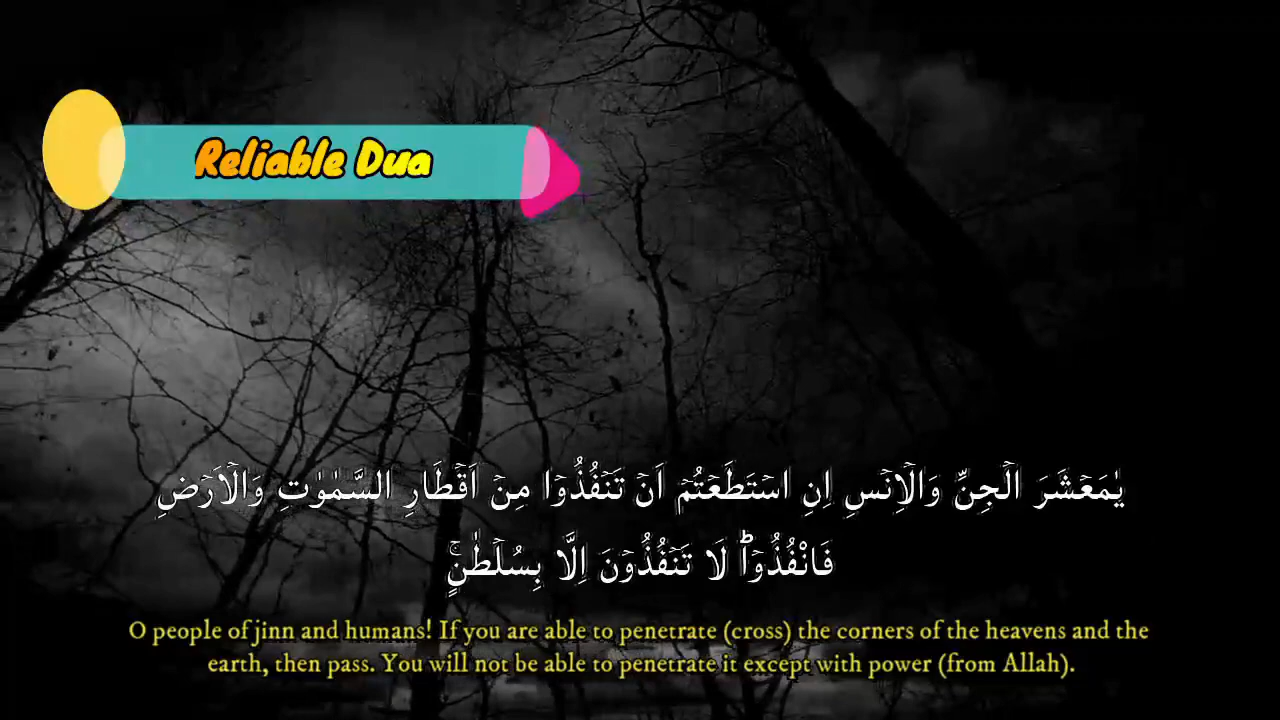 Reliable Dua
يٰمَعۡشَرَ الۡجِنِّ وَالۡاِنۡسِ اِنِ اسۡتَطَعۡتُمۡ اَنۡ تَنۡفُذُوۡا مِنۡ اَقۡطَارِ السَّمٰوٰتِ وَالۡاَرۡضِ
فَانْفُذُوۡا‌ؕ لَا تَنۡفُذُوۡنَ اِلَّا بِسُلۡطٰنٍ‌ۚ
O people of jinn and humans! If you are able to penetrate (cross) the corners of the heavens and the
earth, then pass. You will not be able to penetrate it except with power (from Allah).